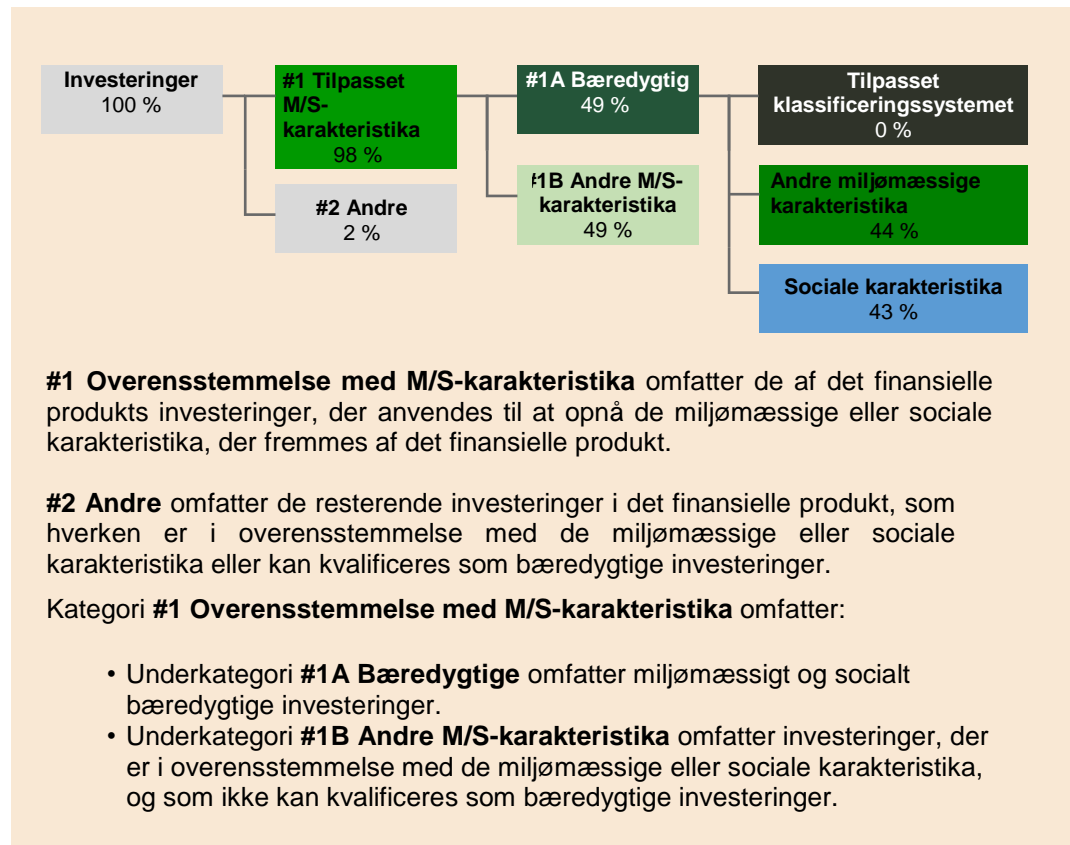 Investeringer
100 %
#1 Tilpasset
M/S-
karakteristika
98 %
#2 Andre
2 %
#1A Bæredygtig
49 %
#1B Andre M/S-
karakteristika
49 %
Tilpasset
klassificeringssystemet
0 %
Andre miljømæssige
karakteristika
44 %
Sociale karakteristika
43 %
#1 Overensstemmelse med M/S-karakteristika omfatter de af det finansielle
produkts investeringer, der anvendes til at opnå de miljømæssige eller sociale
karakteristika, der fremmes af det finansielle produkt.
#2 Andre omfatter de resterende investeringer i det finansielle produkt, som
hverken er i overensstemmelse med de miljømæssige eller sociale
karakteristika eller kan kvalificeres som bæredygtige investeringer.
Kategori #1 Overensstemmelse med M/S-karakteristika omfatter:
• Underkategori #1A Bæredygtige omfatter miljømæssigt og socialt
bæredygtige investeringer.
• Underkategori #1B Andre M/S-karakteristika omfatter investeringer, der
er i overensstemmelse med de miljømæssige eller sociale karakteristika,
og som ikke kan kvalificeres som bæredygtige investeringer.